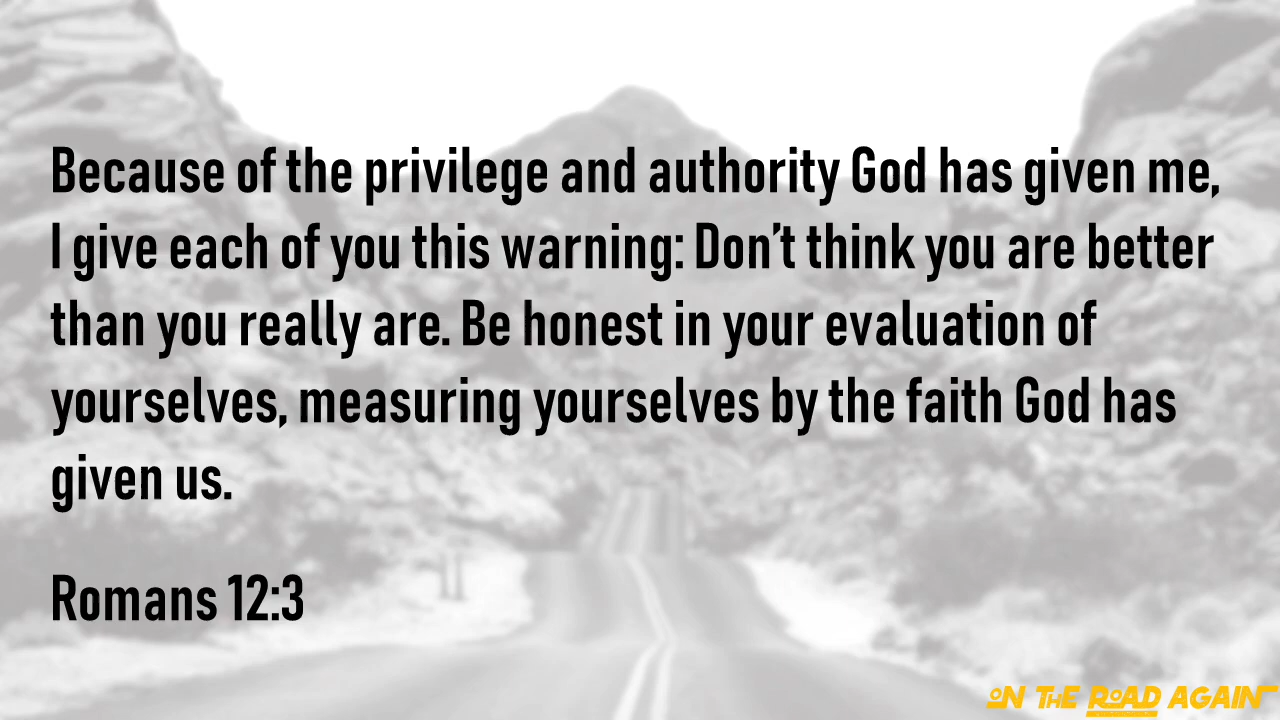 Because of the privilege and authority God has given me,
I give each of you this warning: Don’t think you are better
than you really are. Be honest in your evaluation of
yourselves, measuring yourselves by the faith God has
given us.
Romans 12:3
ON THE ROAD AGAIN